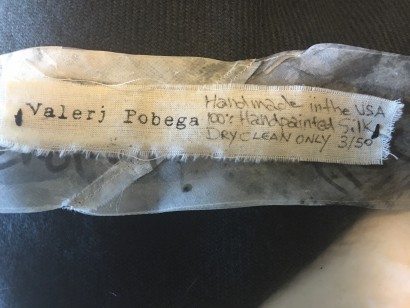 Valerj Pobega
Handmade in the USA
100% Handpainted Silk
DRY CLEAN ONLY 3/50